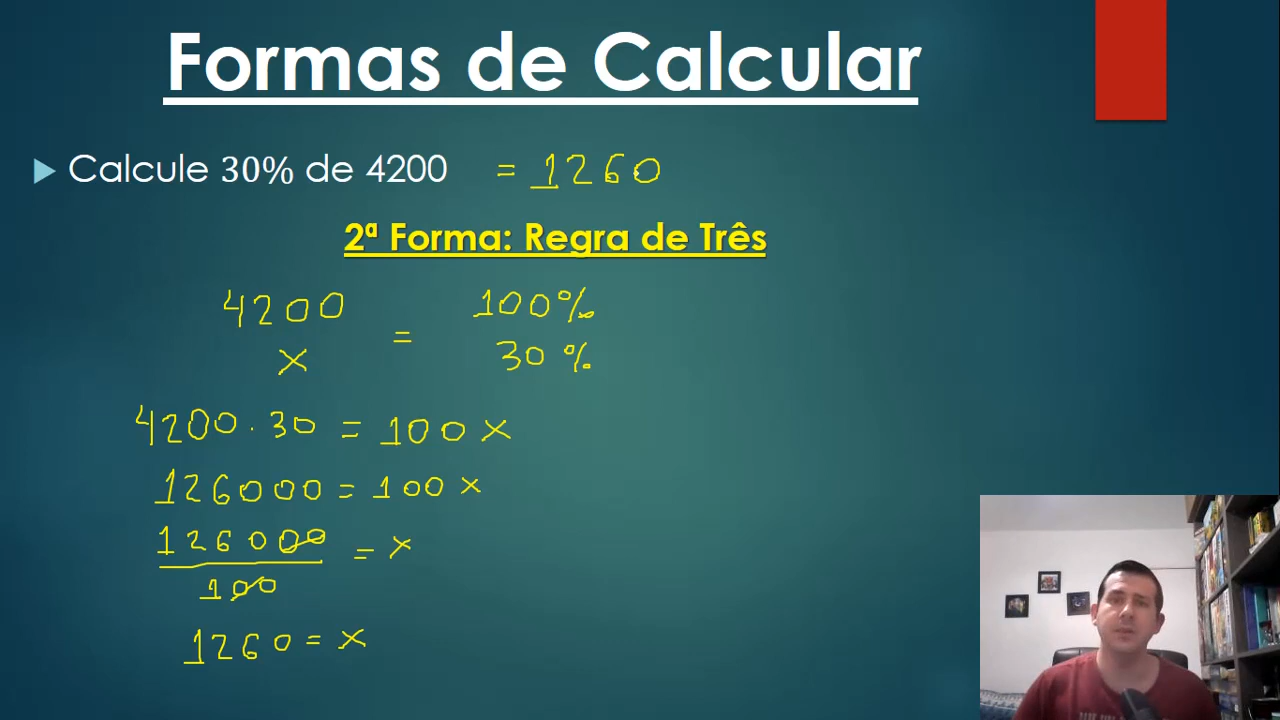 Formas de Calcular
Calcule 30% de 4200 = 1260
2ª Forma: Regra de Três
4200 = 100%
x 30%
4200 · 30 = 100 x
126000 = 100 x
126000 = x
100
1260 = x